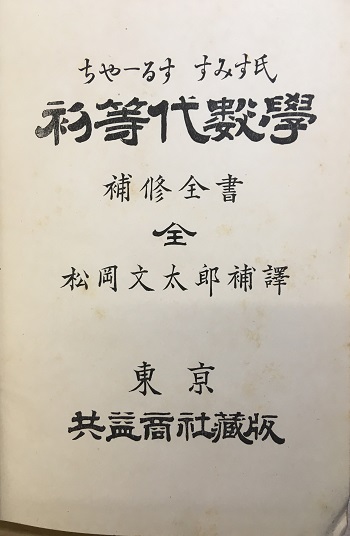 ちやーるす すみす氏
初等代數學
補修全書
全
松岡文太郎補譯
東京
共益商社藏版